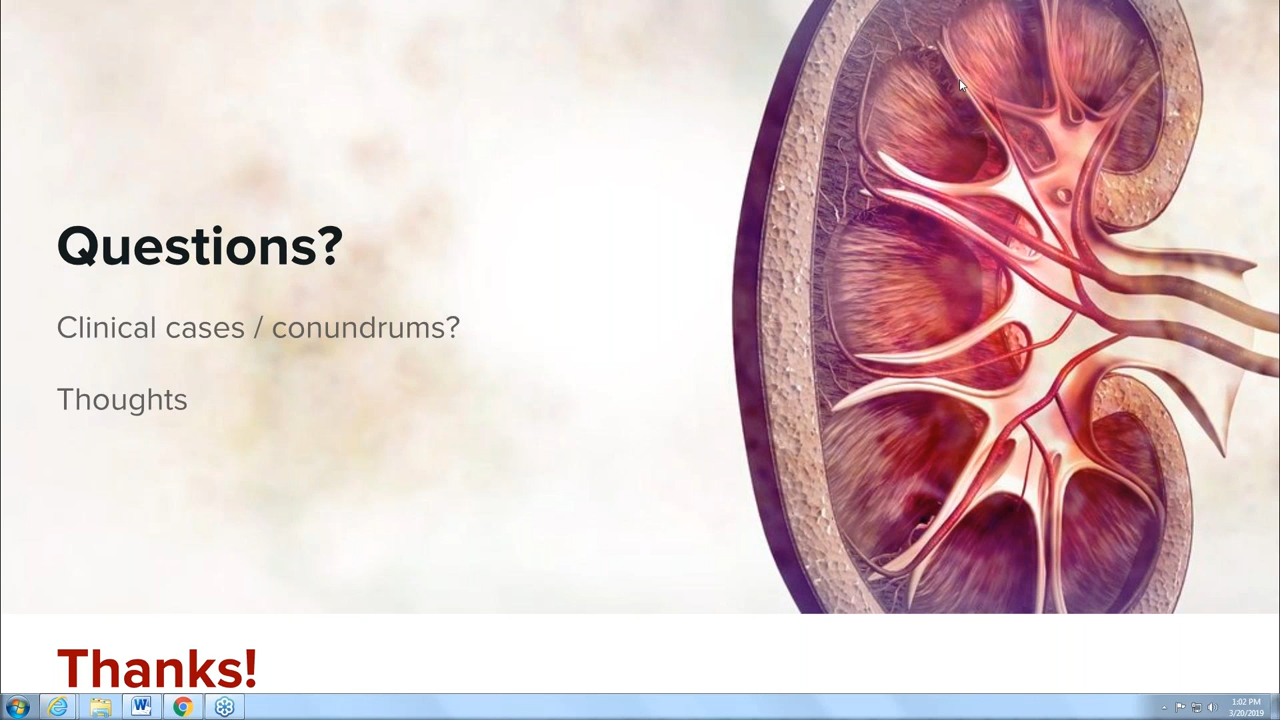 Questions?
Clinical cases / conundrums?
Thoughts
Thanks!
W
1:02 PM
3/20/2019